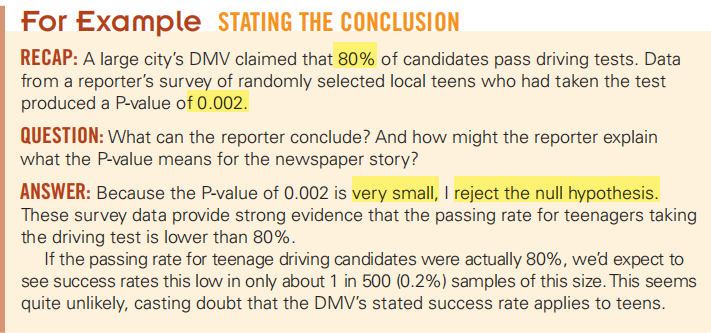 For Example STATING THE CONCLUSION
RECAP: A large city's DMV claimed that 80% of candidates pass driving tests. Data
from a reporter's survey of randomly selected local teens who had taken the test
produced a P-value of 0.002.
QUESTION: What can the reporter conclude? And how might the reporter explain
what the P-value means for the newspaper story?
ANSWER: Because the P-value of 0.002 is very small, I reject the null hypothesis.
These survey data provide strong evidence that the passing rate for teenagers taking
the driving test is lower than 80%.
If the passing rate for teenage driving candidates were actually 80%, we'd expect to
see success rates this low in only about 1 in 500 (0.2%) samples of this size. This seems
quite unlikely, casting doubt that the DMV's stated success rate applies to teens.